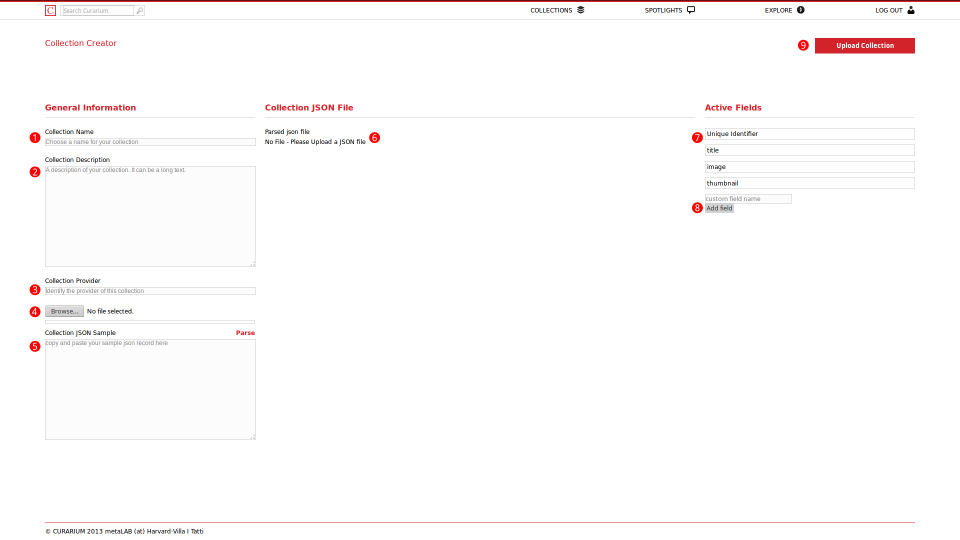 C Search Curarium COLLECTIONS SPOTLIGHTS EXPLORE LOG OUT
Collection Creator
9 Upload Collection
General Information
Collection JSON File
Active Fields
Collection Name
1 Choose a name for your collection
Collection Description
2 A description of your collection. It can be a long text.
Collection Provider
3 Identify the provider of this collection
4 Browse... No file selected.
Collection JSON Sample Parse
5 copy and paste your sample json record here
Parsed json file
No File - Please Upload a JSON file 6
7 Unique Identifier
title
image
thumbnail
custom field name
8 Add field
© CURARIUM 2013 metaLAB (at) Harvard-Villa I Tatti